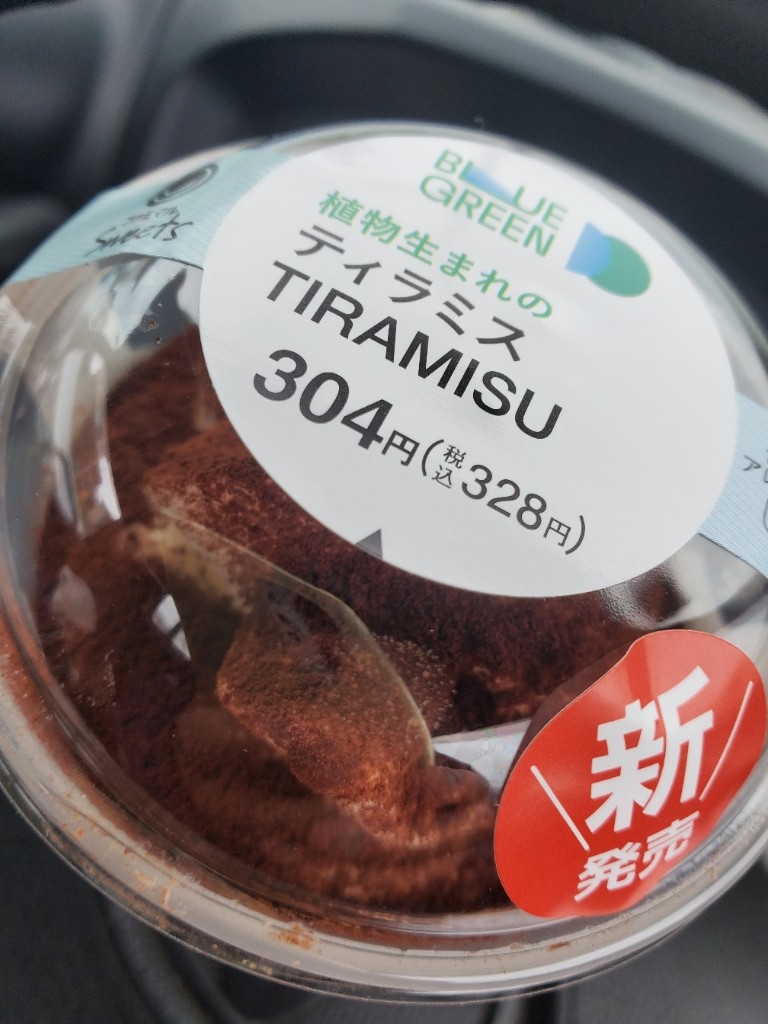 BLUE
GREEN
植物生まれの
ティラミス
TIRAMISU
304円(税込328円)
Sweets
新
発売